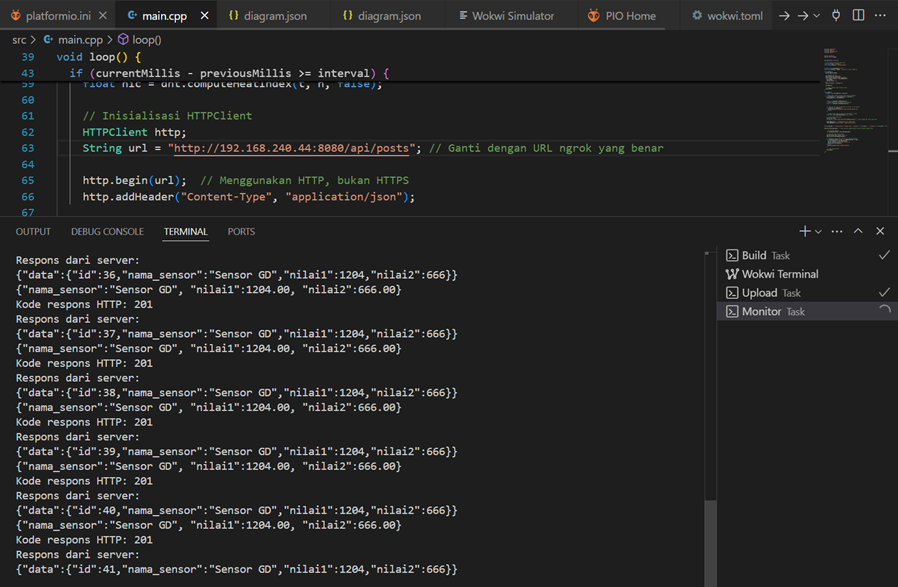 platformio.ini
main.cpp
diagram.json
diagram.json
Wokwi Simulator
PIO Home
wokwi.toml
src > main.cpp > loop()
39 void loop() {
43 if (currentMillis - previousMillis >= interval) {
59 float hic = dht.computeHeatIndex(t, h, false);
60
61 // Inisialisasi HTTPClient
62 HTTPClient http;
63 String url = "http://192.168.240.44:8080/api/posts"; // Ganti dengan URL ngrok yang benar
64
65 http.begin(url); // Menggunakan HTTP, bukan HTTPS
66 http.addHeader("Content-Type", "application/json");
67
OUTPUT DEBUG CONSOLE TERMINAL PORTS
Respons dari server:
{"data":{"id":36,"nama_sensor":"Sensor GD","nilai1":1204,"nilai2":666}}
{"nama_sensor":"Sensor GD", "nilai1":1204.00, "nilai2":666.00}
Kode respons HTTP: 201
Respons dari server:
{"data":{"id":37,"nama_sensor":"Sensor GD","nilai1":1204,"nilai2":666}}
{"nama_sensor":"Sensor GD", "nilai1":1204.00, "nilai2":666.00}
Kode respons HTTP: 201
Respons dari server:
{"data":{"id":38,"nama_sensor":"Sensor GD","nilai1":1204,"nilai2":666}}
{"nama_sensor":"Sensor GD", "nilai1":1204.00, "nilai2":666.00}
Kode respons HTTP: 201
Respons dari server:
{"data":{"id":39,"nama_sensor":"Sensor GD","nilai1":1204,"nilai2":666}}
{"nama_sensor":"Sensor GD", "nilai1":1204.00, "nilai2":666.00}
Kode respons HTTP: 201
Respons dari server:
{"data":{"id":40,"nama_sensor":"Sensor GD","nilai1":1204,"nilai2":666}}
{"nama_sensor":"Sensor GD", "nilai1":1204.00, "nilai2":666.00}
Kode respons HTTP: 201
Respons dari server:
{"data":{"id":41,"nama_sensor":"Sensor GD","nilai1":1204,"nilai2":666}}
Build Task
Wokwi Terminal
Upload Task
Monitor Task